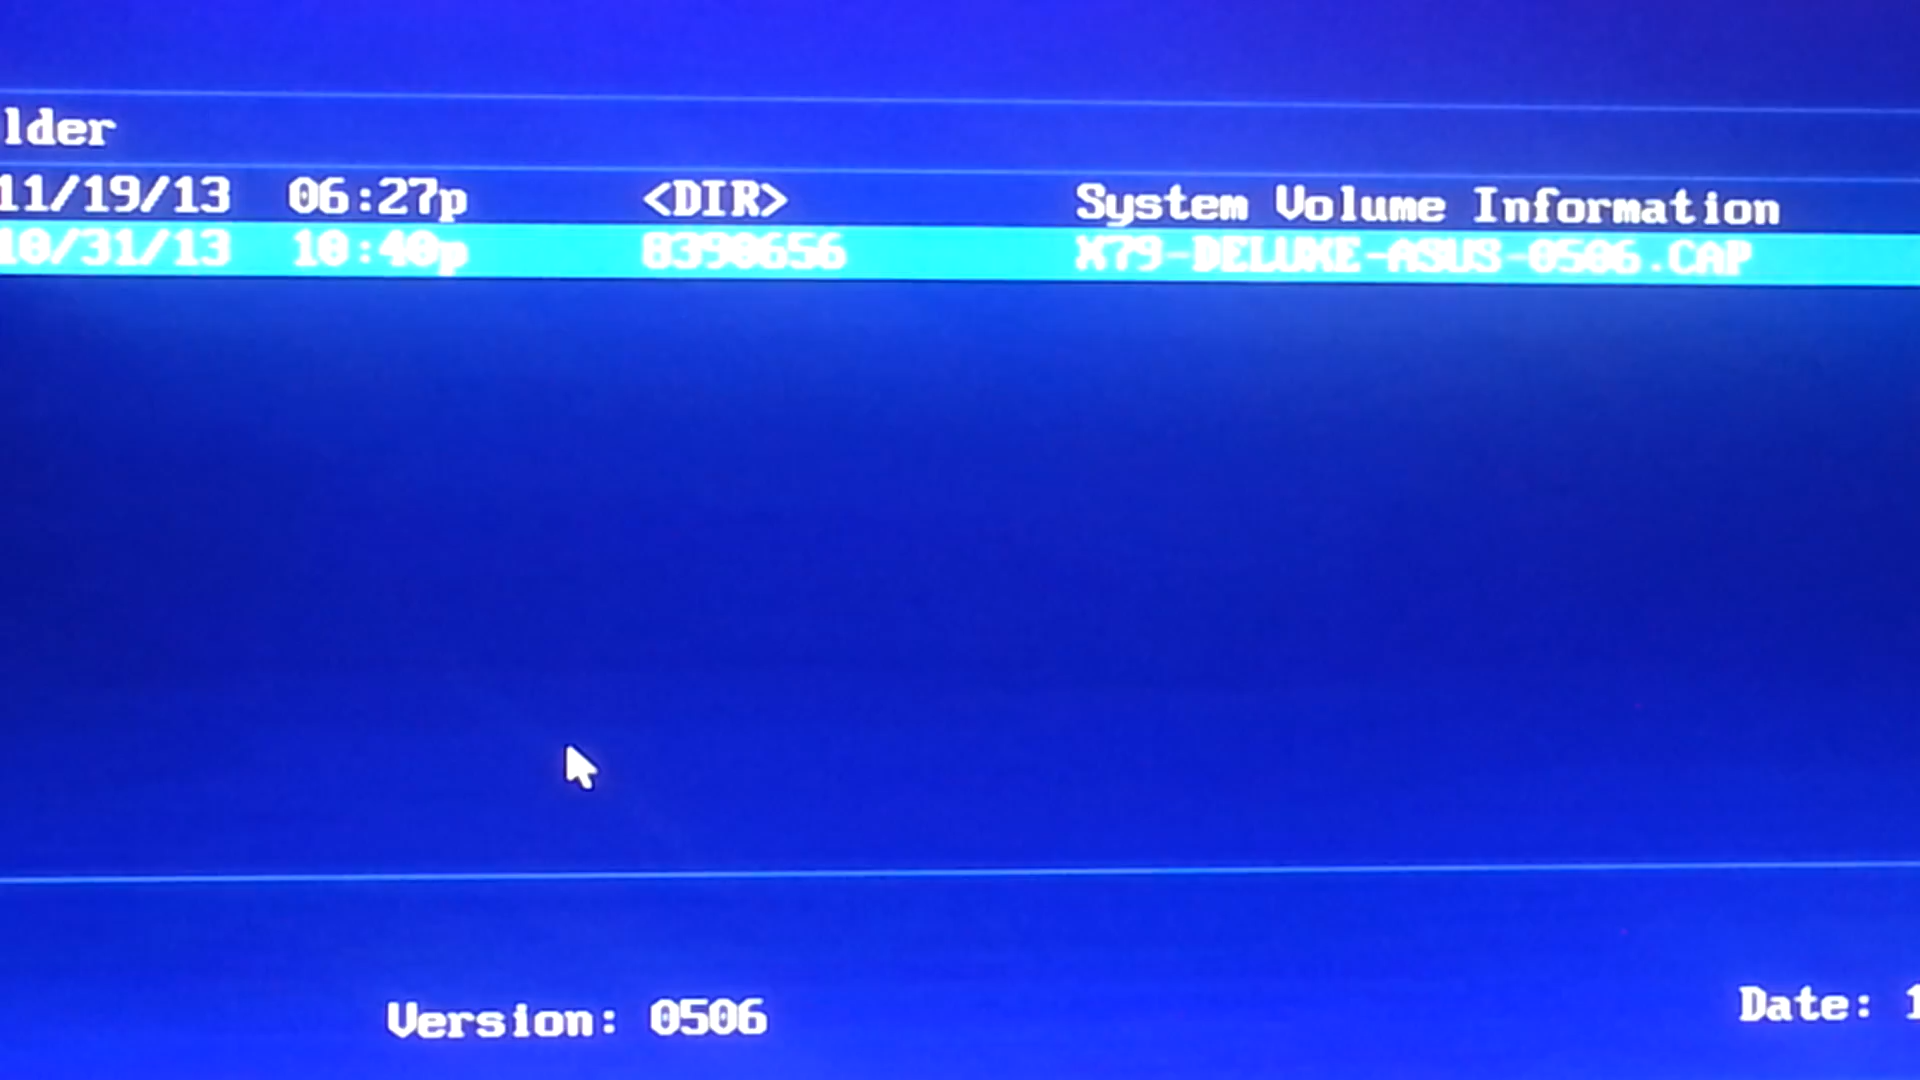 lder
11/19/13 06:27p <DIR> System Volume Information
10/31/13 10:40p 8390656 X79-DELUXE-ASUS-0506.CAP
Version: 0506
Date: 1